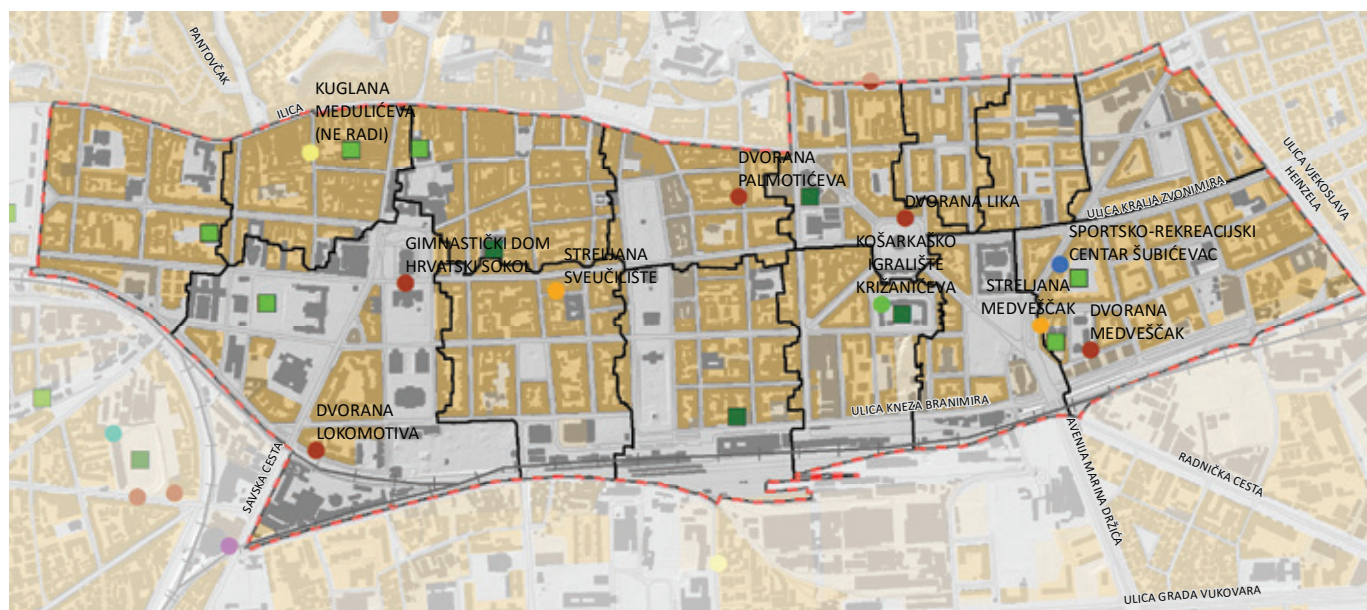 PANTOVČAK
ILICA
KUGLANA
MEDULIĆEVA
(NE RADI)
DVORANA
PALMOTIĆEVA
DVORANA LIKA
ULICA KRALJA ZVONIMIRA
ULICA VJEKOSLAVA
HEINZELA
GIMNASTIČKI DOM
HRVATSKI SOKOL
STRELJANA
SVEUČILIŠTE
KOŠARKAŠKO
IGRALIŠTE
KRIŽANIĆEVA
SPORTSKO-REKREACIJSKI
CENTAR ŠUBIĆEVAC
STRELJANA
MEDVEŠČAK
DVORANA
MEDVEŠČAK
DVORANA
LOKOMOTIVA
ULICA KNEZA BRANIMIRA
SAVSKA CESTA
AVENIJA MARINA DRŽIĆA
RADNIČKA CESTA
ULICA GRADA VUKOVARA